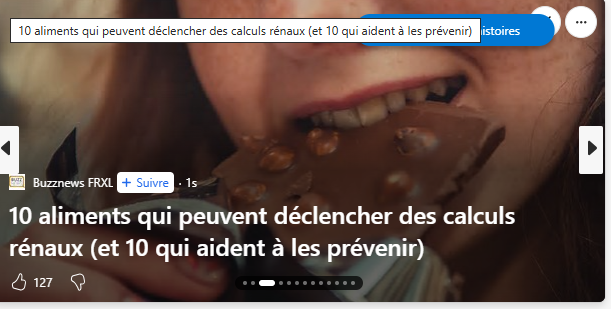 10 aliments qui peuvent déclencher des calculs rénaux (et 10 qui aident à les prévenir)
histoires
Buzznews FRXL + Suivre · 1s
10 aliments qui peuvent déclencher des calculs
rénaux (et 10 qui aident à les prévenir)
127